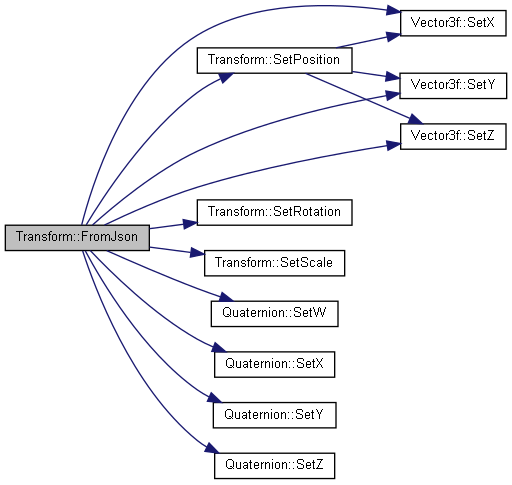 Vector3f::SetX
Transform::SetPosition
Vector3f::SetY
Vector3f::SetZ
Transform::SetRotation
Transform::FromJson
Transform::SetScale
Quaternion::SetW
Quaternion::SetX
Quaternion::SetY
Quaternion::SetZ